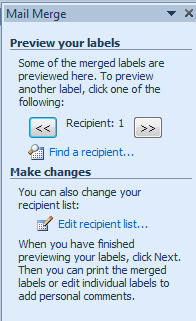 Mail Merge
Preview your labels
Some of the merged labels are
previewed here. To preview
another label, click one of the
following:
<< Recipient: 1 >>
Find a recipient...
Make changes
You can also change your
recipient list:
Edit recipient list...
When you have finished
previewing your labels, click Next.
Then you can print the merged
labels or edit individual labels to
add personal comments.